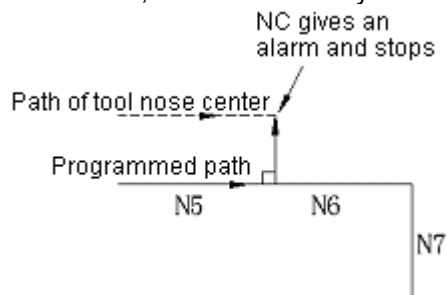 NC gives an
alarm and stops
Path of tool nose center
Programmed path
N5
N6
N7